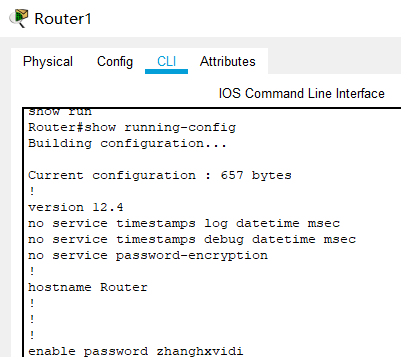 Router1
Physical Config CLI Attributes
IOS Command Line Interface
show run
Router#show running-config
Building configuration...
Current configuration : 657 bytes
!
version 12.4
no service timestamps log datetime msec
no service timestamps debug datetime msec
no service password-encryption
!
hostname Router
!
!
!
enable password zhanghxvidi